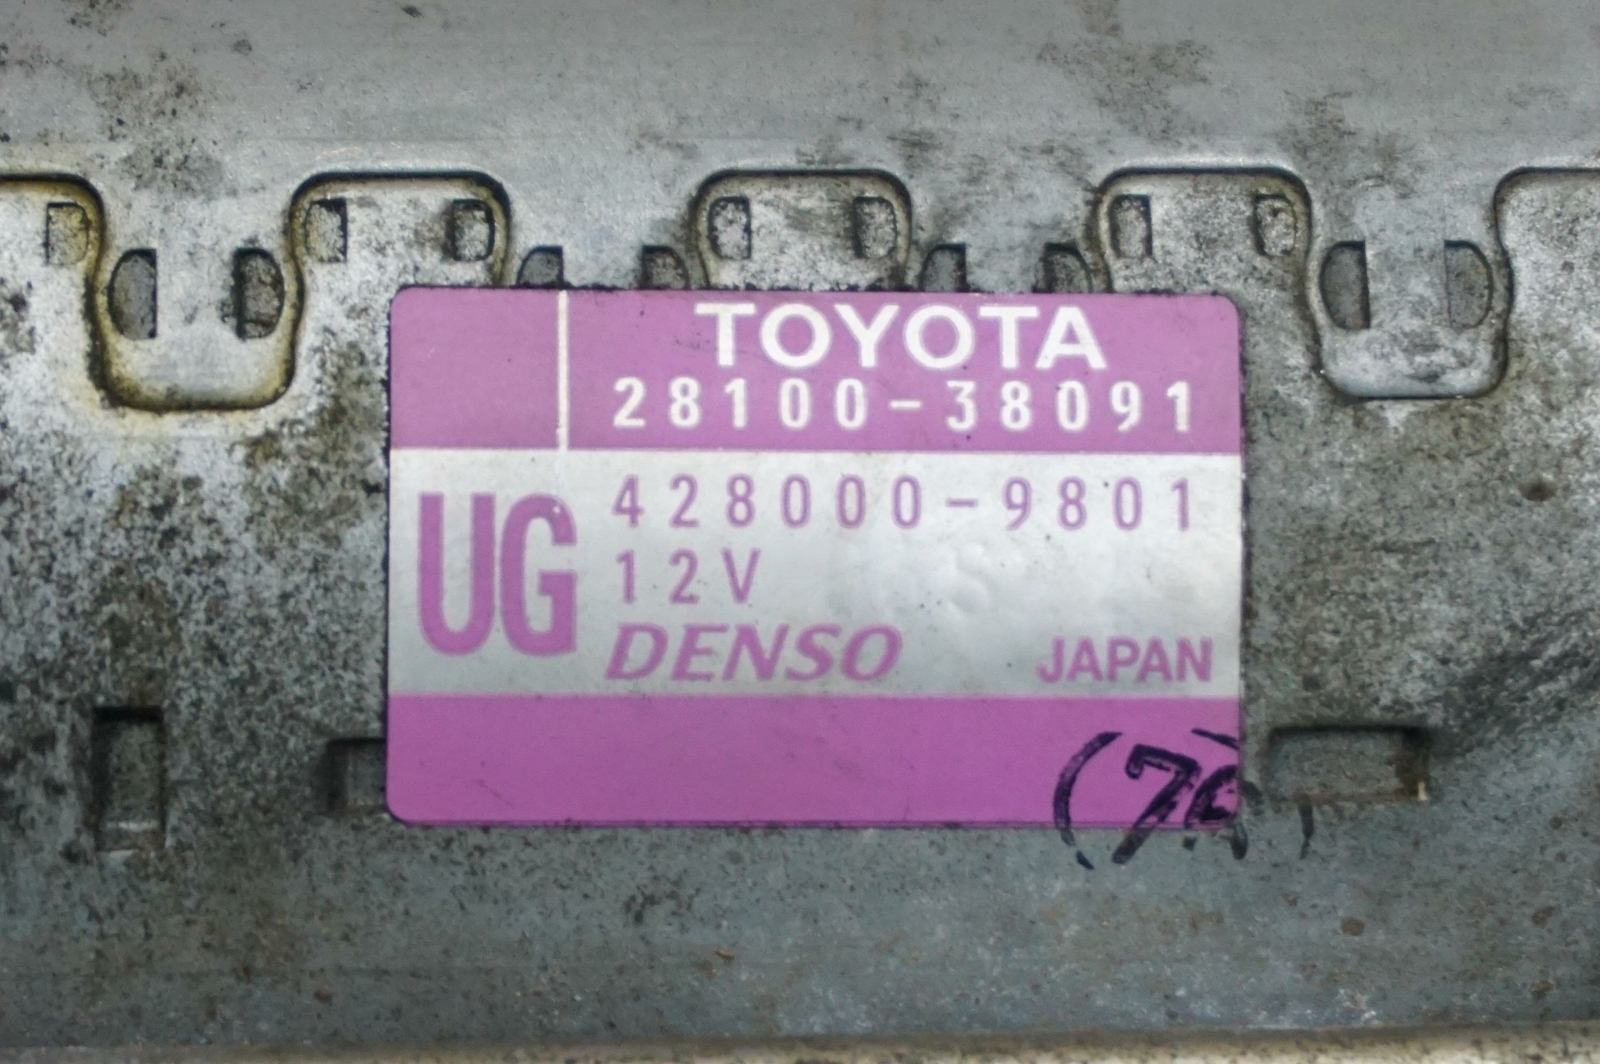 TOYOTA
28100-38091
UG
428000-9801
12V
DENSO JAPAN